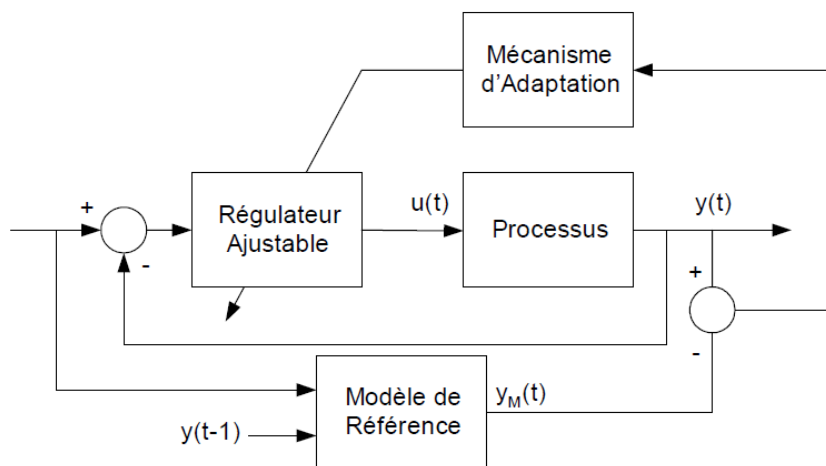 Mécanisme
d'Adaptation
+
Régulateur
Ajustable
u(t)
Processus
y(t)
-
+
-
Modèle de
Référence
y_M(t)
y(t-1)